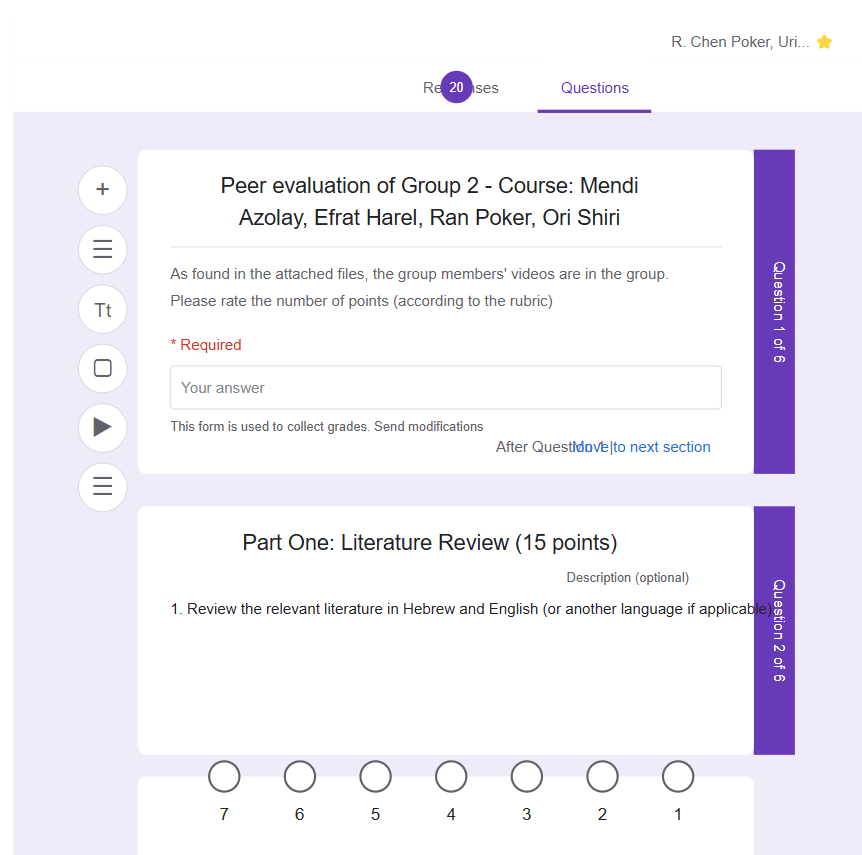 R. Chen Poker, Uri... 
20
Questions
+
Peer evaluation of Group 2 - Course: Mendi
Azolay, Efrat Harel, Ran Poker, Ori Shiri
As found in the attached files, the group members' videos are in the group.
Please rate the number of points (according to the rubric)
* Required
Your answer
This form is used to collect grades. Send modifications
After Question 1 | Move to next section
Question 1 of 6
Tt
Part One: Literature Review (15 points)
Description (optional)
1. Review the relevant literature in Hebrew and English (or another language if applicable)
Question 2 of 6
7 6 5 4 3 2 1